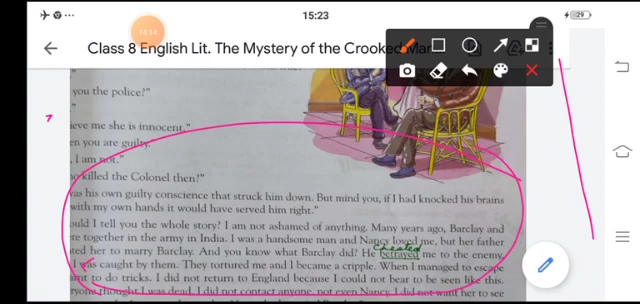 15:23
29
14:14
Class 8 English Lit. The Mystery of the Crooked Man
"
you the police?"
"
ieve me she is innocent."
en you are guilty,"
, I am not."
o killed the Colonel then?"
was his own guilty conscience that struck him down. But mind you, if I had knocked his brains
with my own hands it would have served him right."
ould I tell you the whole story? I am not ashamed of anything. Many years ago, Barclay and
re together in the army in India. I was a handsome man and Nancy loved me, but her father
cheated
ted her to marry Barclay. And you know what Barclay did? He betrayed me to the enemy,
I was caught by them. They tortured me and I became a cripple. When I managed to escape
arnt to do tricks. I did not return to England because I could not bear to be seen like this.
ryone thought I was dead. I did not contact anyone, not even Nancy. I did not want her to see